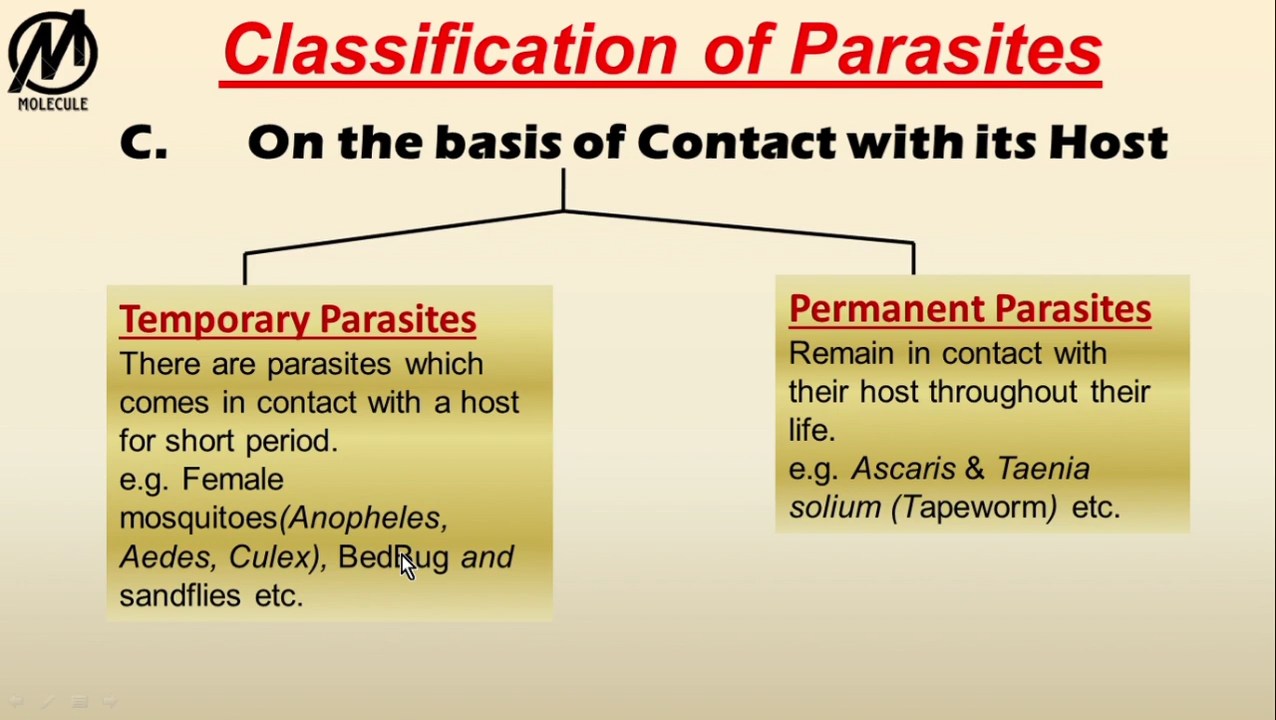 MOLECULE
Classification of Parasites
C. On the basis of Contact with its Host
Temporary Parasites
There are parasites which
comes in contact with a host
for short period.
e.g. Female
mosquitoes(Anopheles,
Aedes, Culex), BedBug and
sandflies etc.
Permanent Parasites
Remain in contact with
their host throughout their
life.
e.g. Ascaris & Taenia
solium (Tapeworm) etc.